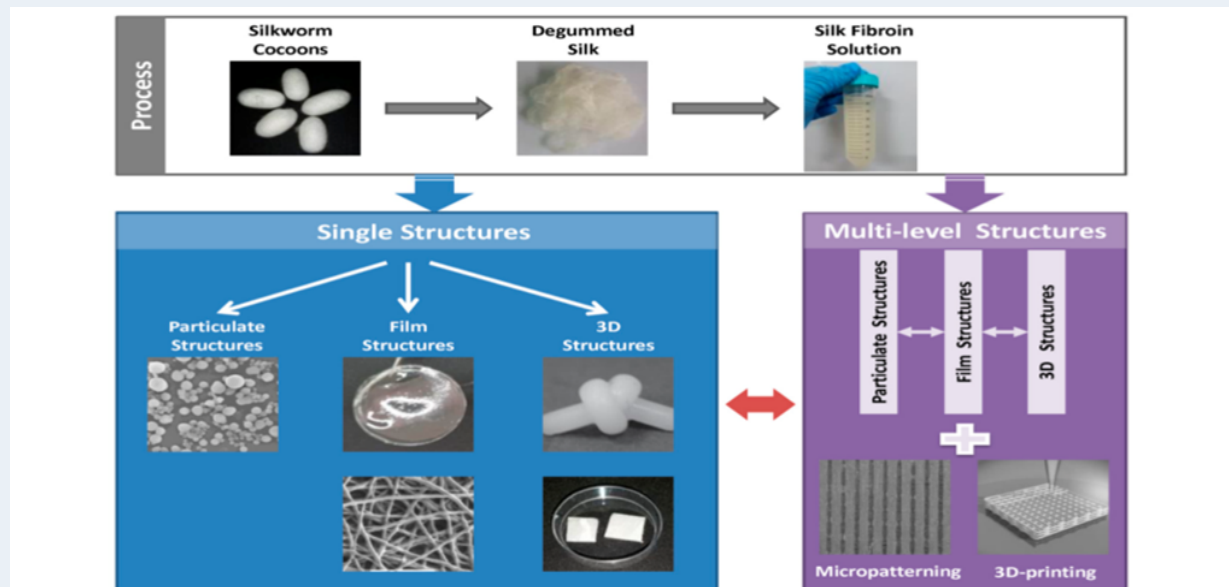 Process
Silkworm
Cocoons
Degummed
Silk
Silk Fibroin
Solution
Single Structures
Particulate
Structures
Film
Structures
3D
Structures
Multi-level Structures
Particulate Structures
Film Structures
3D Structures
Micropatterning
3D-printing